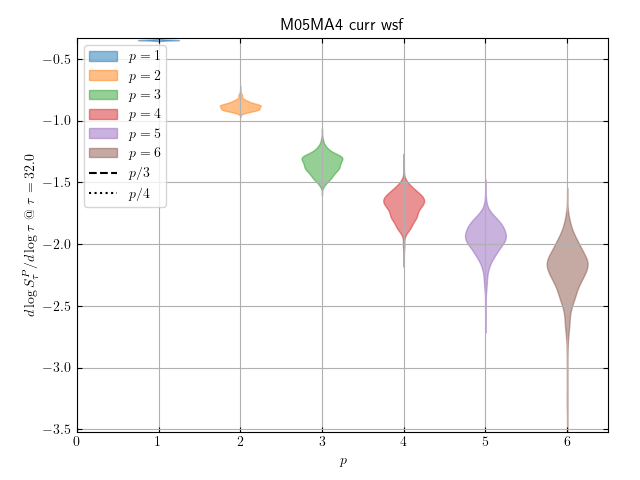 M05MA4 curr wsf
−0.5
−1.0
−1.5
−2.0
−2.5
−3.0
−3.5
d log S_τ^P / d log τ @ τ = 32.0
p = 1
p = 2
p = 3
p = 4
p = 5
p = 6
p/3
p/4
0 1 2 3 4 5 6
p